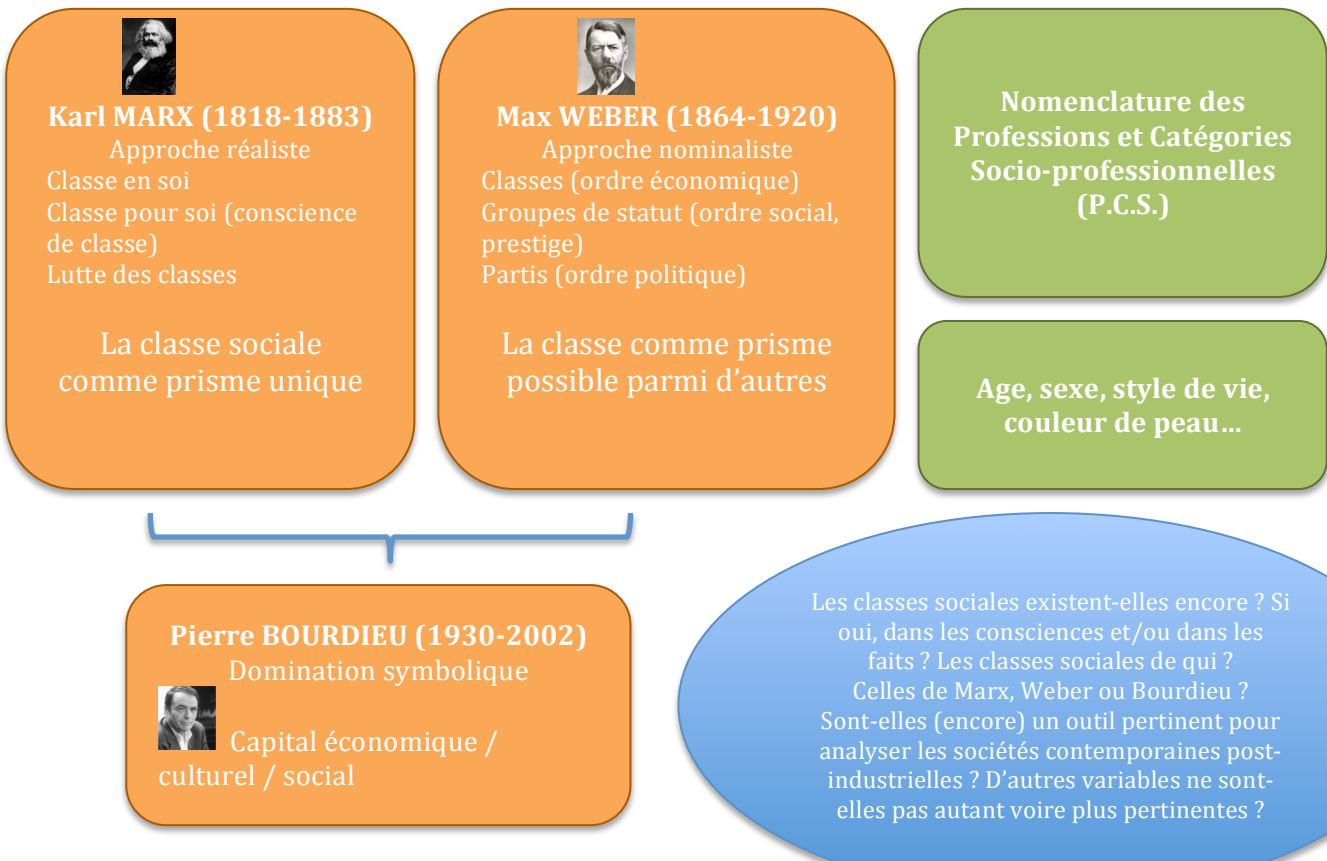 Karl MARX (1818-1883)
Approche réaliste
Classe en soi
Classe pour soi (conscience
de classe)
Lutte des classes
La classe sociale
comme prisme unique
Max WEBER (1864-1920)
Approche nominaliste
Classes (ordre économique)
Groupes de statut (ordre social,
prestige)
Partis (ordre politique)
La classe comme prisme
possible parmi d'autres
Nomenclature des
Professions et Catégories
Socio-professionnelles
(P.C.S.)
Age, sexe, style de vie,
couleur de peau…
Pierre BOURDIEU (1930-2002)
Domination symbolique
Capital économique /
culturel / social
Les classes sociales existent-elles encore ? Si
oui, dans les consciences et/ou dans les
faits ? Les classes sociales de qui ?
Celles de Marx, Weber ou Bourdieu ?
Sont-elles (encore) un outil pertinent pour
analyser les sociétés contemporaines post-
industrielles ? D'autres variables ne sont-
elles pas autant voire plus pertinentes ?